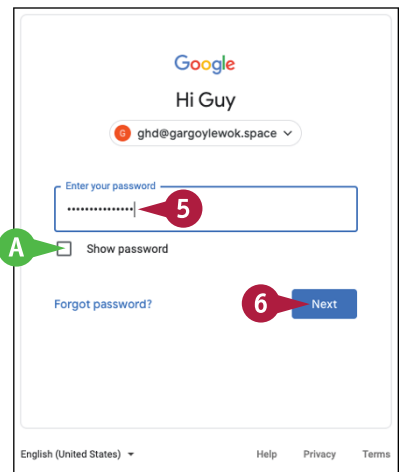 Google
Hi Guy
G ghd@gargoylewok.space
Enter your password
••••••••••••••• 5
A Show password
Forgot password? 6 Next
English (United States) Help Privacy Terms